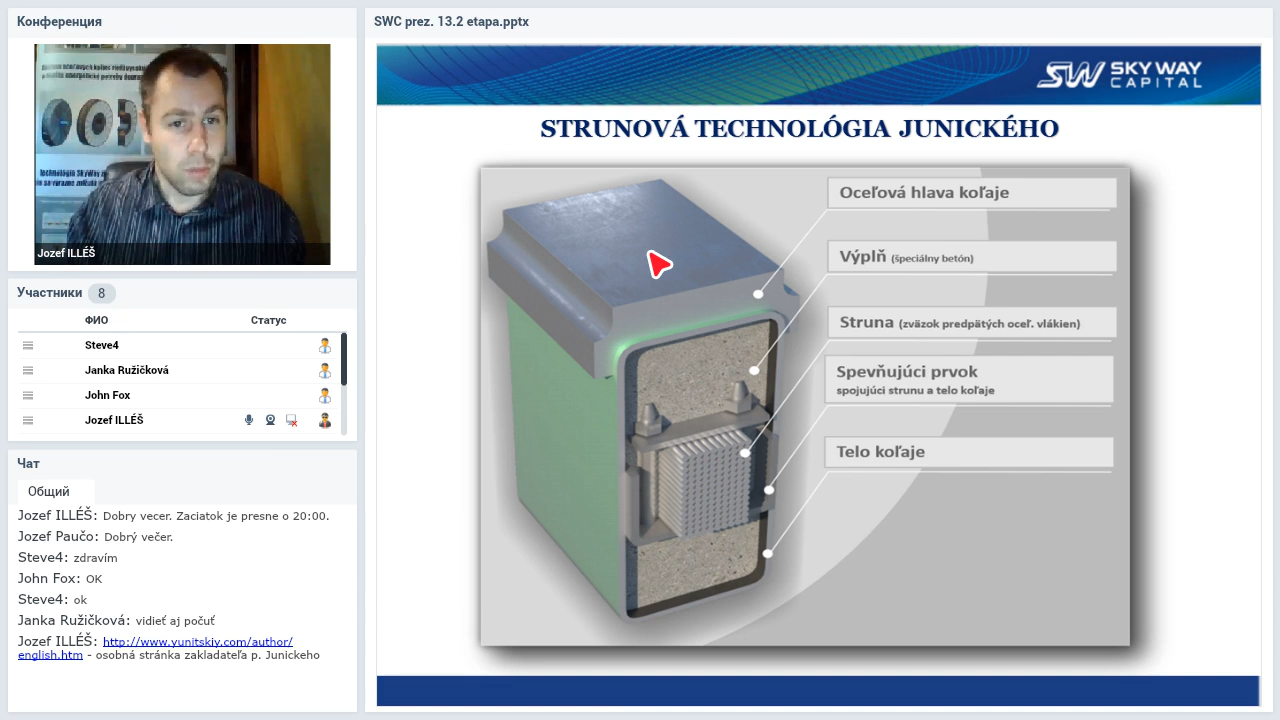 Конференция
technológia SkyWay
Jozef ILLÉŠ
Участники 8
ФИО Статус
Steve4
Janka Ružičková
John Fox
Jozef ILLÉŠ
Чат
Общий
Jozef ILLÉŠ: Dobry vecer. Zaciatok je presne o 20:00.
Jozef Paučo: Dobrý večer.
Steve4: zdravím
John Fox: OK
Steve4: ok
Janka Ružičková: vidieť aj počuť
Jozef ILLÉŠ: http://www.yunitskiy.com/author/
english.htm - osobná stránka zakladateľa p. Junickeho
SWC prez. 13.2 etapa.pptx
SW SKY WAY
CAPITAL
STRUNOVÁ TECHNOLÓGIA JUNICKÉHO
Oceľová hlava koľaje
Výplň (špeciálny betón)
Struna (zväzok predpätých oceľ. vlákien)
Spevňujúci prvok
spojujúci strunu a telo koľaje
Telo koľaje